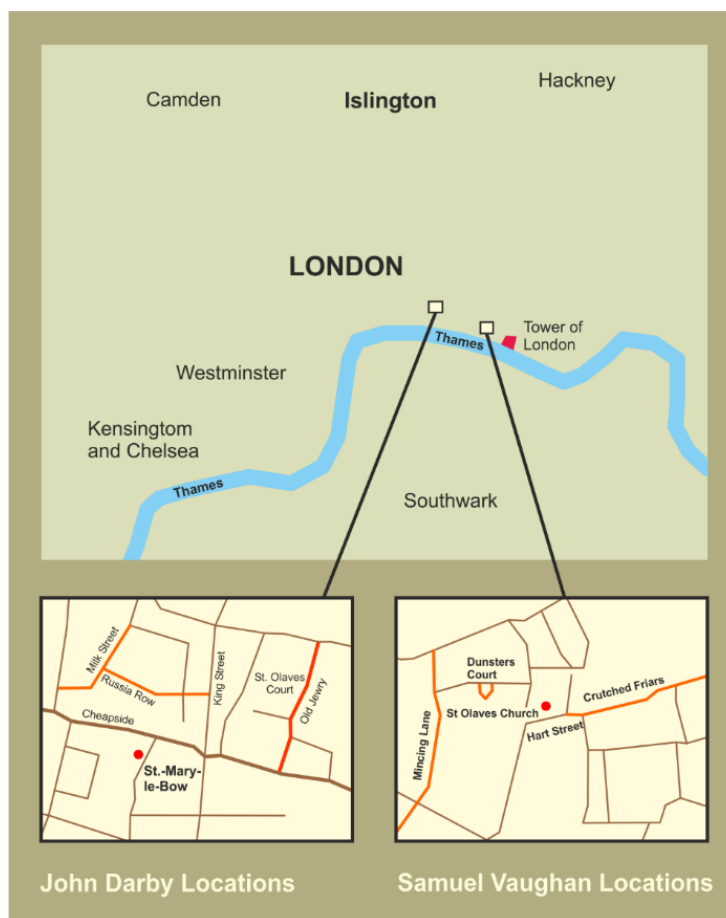 Hackney
Camden
Islington
LONDON
Tower of
London
Thames
Westminster
Kensingtom
and Chelsea
Thames
Southwark
Milk Street
Russia Row
King Street
St. Olaves
Court
Old Jewry
Cheapside
St.-Mary-
le-Bow
Dunsters
Court
Crutched Friars
St Olaves Church
Hart Street
Mincing Lane
John Darby Locations
Samuel Vaughan Locations